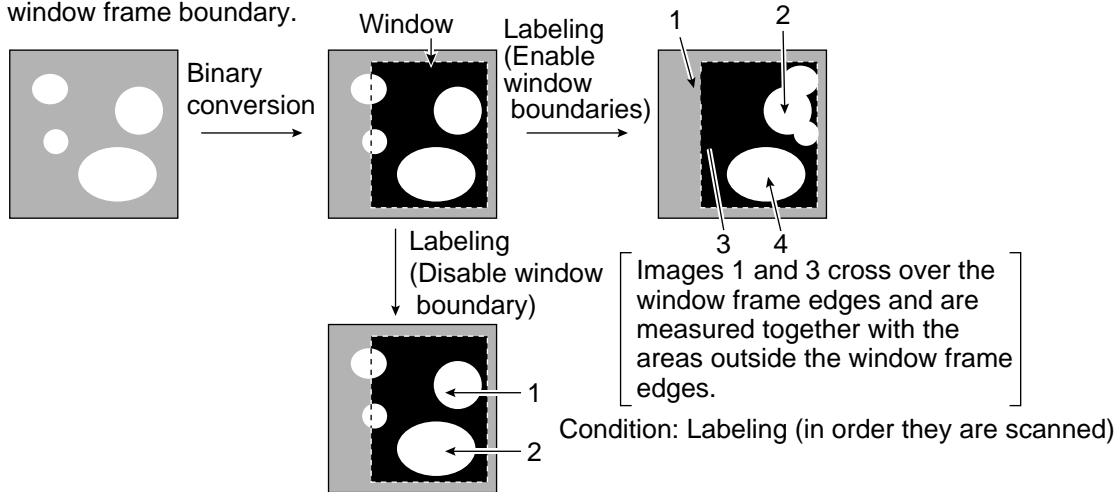 window frame boundary.
Binary
conversion
Window
Labeling
(Enable
window
boundaries)
1
2
3
4
Labeling
(Disable window
boundary)
Images 1 and 3 cross over the
window frame edges and are
measured together with the
areas outside the window frame
edges.
1
2
Condition: Labeling (in order they are scanned)